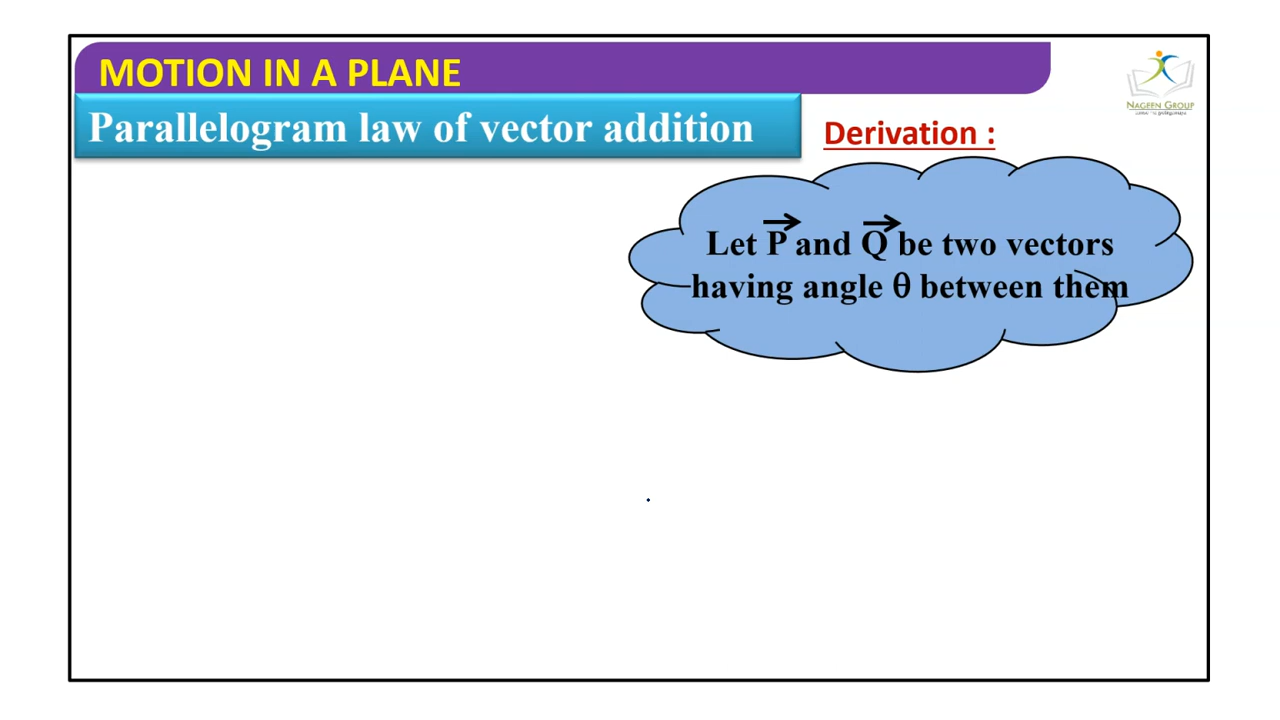 MOTION IN A PLANE
Parallelogram law of vector addition
Derivation :
NAGEEN GROUP
Let P and Q be two vectors
having angle θ between them